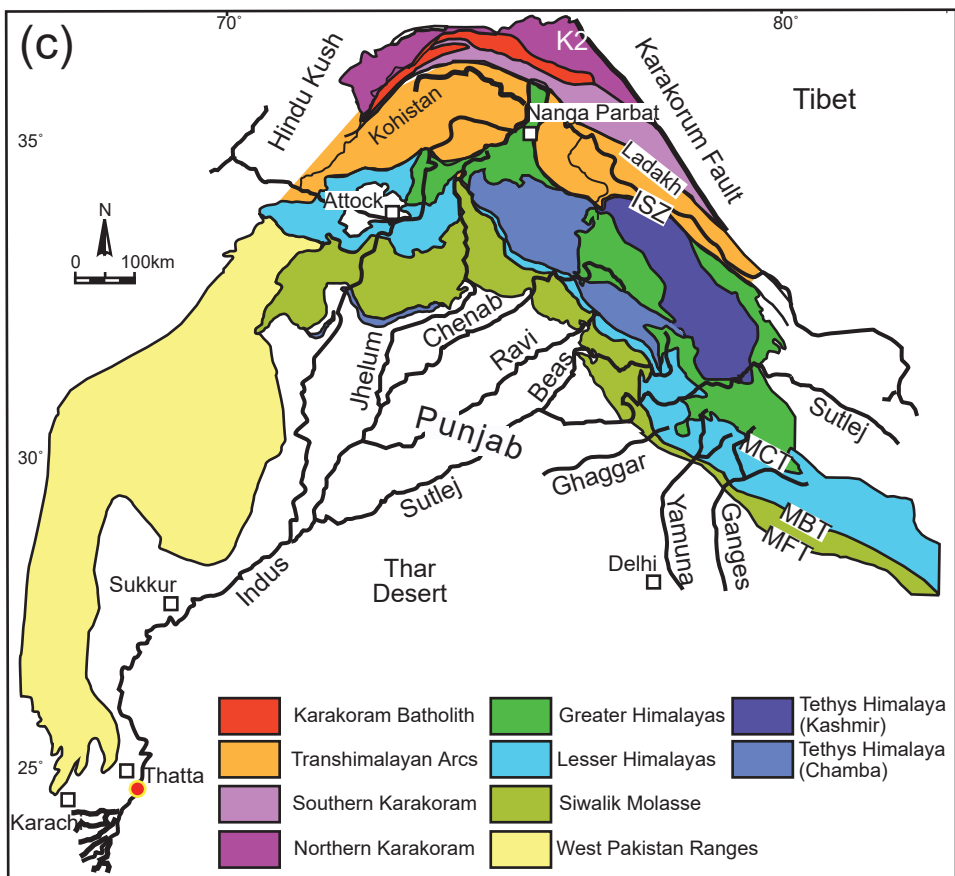 (c)
70°
80°
K2
Hindu Kush
Karakorum Fault
Tibet
35°
Kohistan
Nanga Parbat
Ladakh
ISZ
Attock
N
0 100km
Jhelum
Chenab
Ravi
Beas
Punjab
Sutlej
Sutlej
30°
Ghaggar
MCT
MBT
MFT
Yamuna
Ganges
Delhi
Indus
Thar
Desert
Sukkur
25°
Thatta
Karachi
Karakoram Batholith
Transhimalayan Arcs
Southern Karakoram
Northern Karakoram
Greater Himalayas
Lesser Himalayas
Siwalik Molasse
West Pakistan Ranges
Tethys Himalaya
(Kashmir)
Tethys Himalaya
(Chamba)